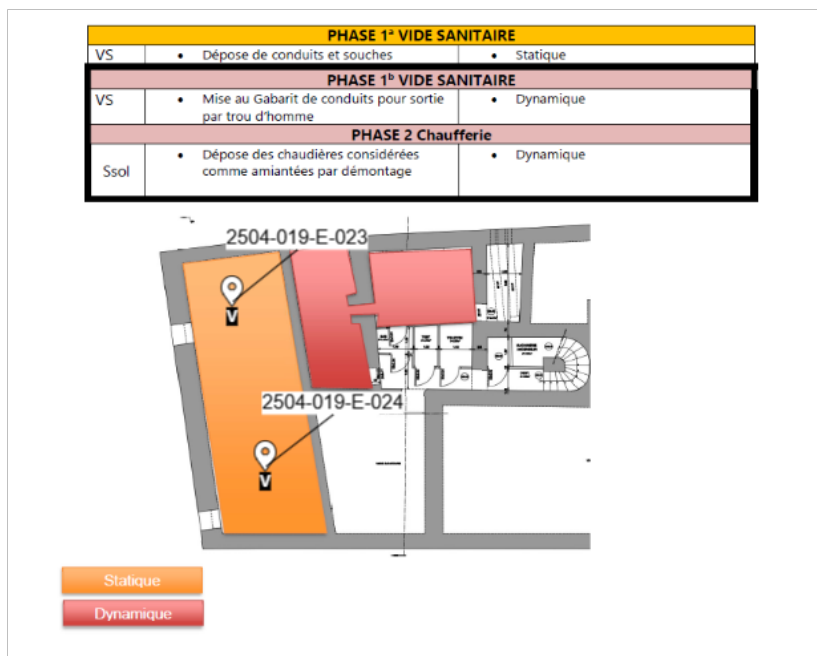 PHASE 1ª VIDE SANITAIRE
VS • Dépose de conduits et souches • Statique
PHASE 1ᵇ VIDE SANITAIRE
VS • Mise au Gabarit de conduits pour sortie • Dynamique
par trou d'homme
PHASE 2 Chaufferie
Ssol • Dépose des chaudières considérées • Dynamique
comme amiantées par démontage
2504-019-E-023
V
2504-019-E-024
V
Statique
Dynamique